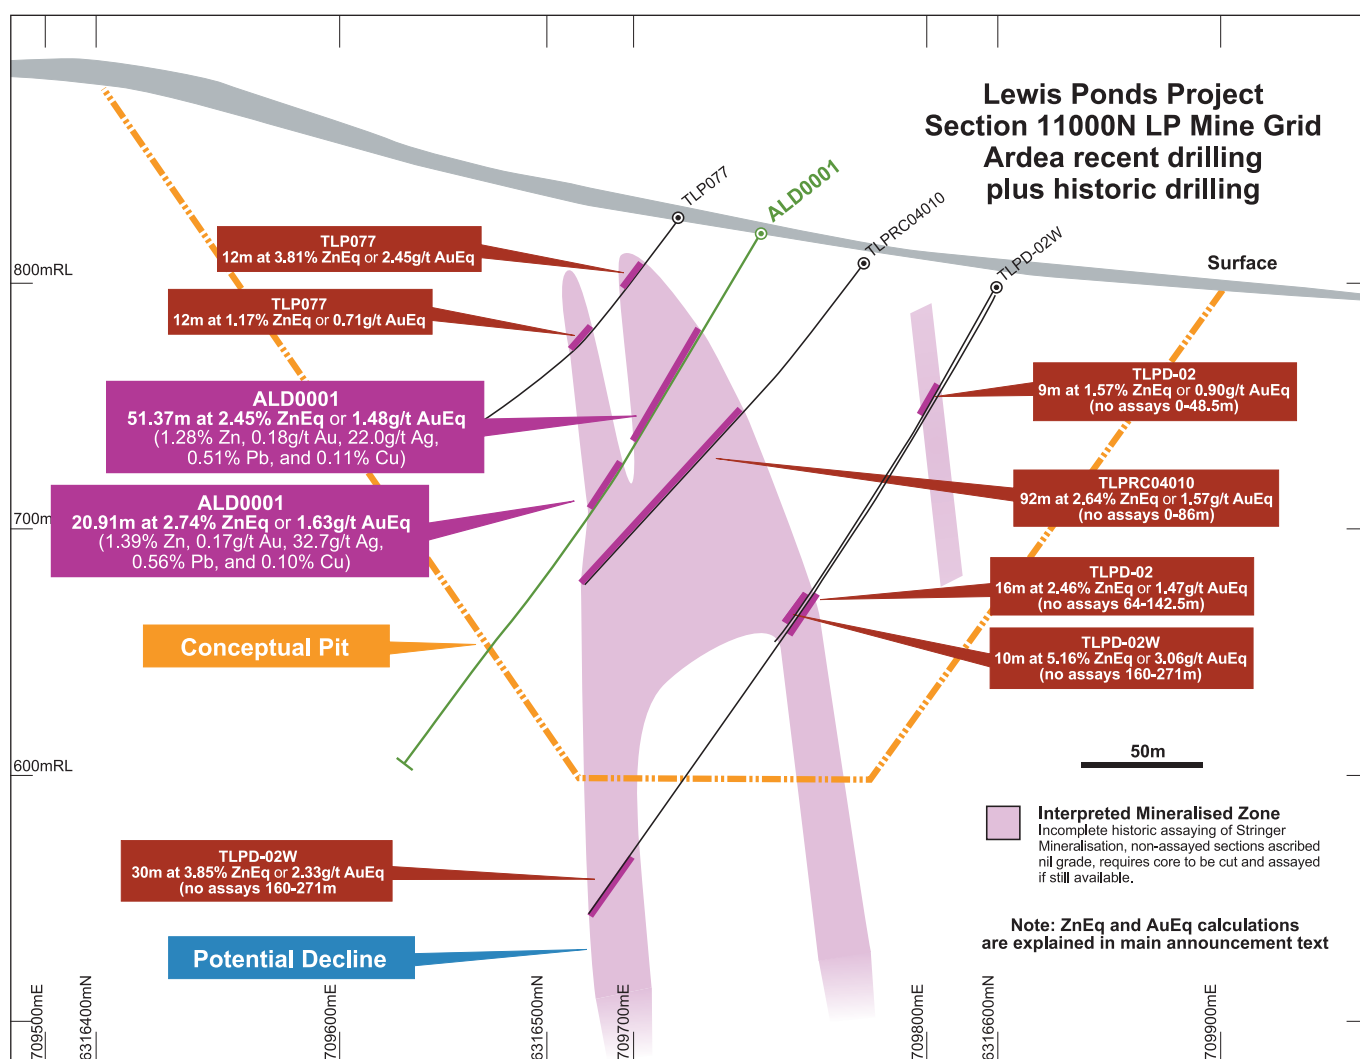 Lewis Ponds Project
Section 11000N LP Mine Grid
Ardea recent drilling
plus historic drilling
TLP077
ALD0001
TLPRC04010
TLPD-02W
Surface
800mRL
700m
600mRL
TLP077
12m at 3.81% ZnEq or 2.45g/t AuEq
TLP077
12m at 1.17% ZnEq or 0.71g/t AuEq
ALD0001
51.37m at 2.45% ZnEq or 1.48g/t AuEq
(1.28% Zn, 0.18g/t Au, 22.0g/t Ag,
0.51% Pb, and 0.11% Cu)
ALD0001
20.91m at 2.74% ZnEq or 1.63g/t AuEq
(1.39% Zn, 0.17g/t Au, 32.7g/t Ag,
0.56% Pb, and 0.10% Cu)
TLPD-02
9m at 1.57% ZnEq or 0.90g/t AuEq
(no assays 0-48.5m)
TLPRC04010
92m at 2.64% ZnEq or 1.57g/t AuEq
(no assays 0-86m)
TLPD-02
16m at 2.46% ZnEq or 1.47g/t AuEq
(no assays 64-142.5m)
TLPD-02W
10m at 5.16% ZnEq or 3.06g/t AuEq
(no assays 160-271m)
Conceptual Pit
TLPD-02W
30m at 3.85% ZnEq or 2.33g/t AuEq
(no assays 160-271m
Potential Decline
50m
Interpreted Mineralised Zone
Incomplete historic assaying of Stringer
Mineralisation, non-assayed sections ascribed
nil grade, requires core to be cut and assayed
if still available.
Note: ZnEq and AuEq calculations
are explained in main announcement text
709500mE
6316400mN
709600mE
6316500mN
709700mE
709800mE
6316600mN
709900mE